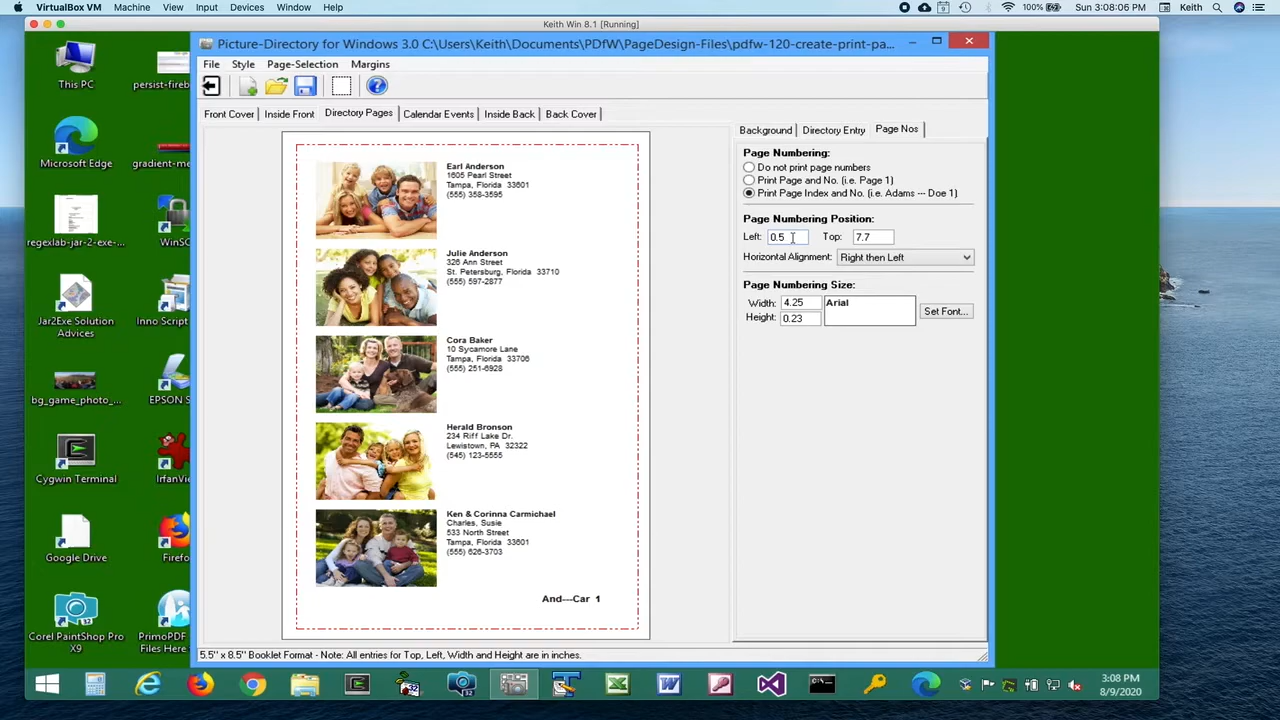 VirtualBox VM Machine View Input Devices Window Help
100% Sun 3:08:06 PM Keith
Keith Win 8.1 [Running]
Picture-Directory for Windows 3.0 C:\Users\Keith\Documents\PDfW\PageDesign-Files\pdfw-120-create-print-pa...
File Style Page-Selection Margins
Front Cover Inside Front Directory Pages Calendar Events Inside Back Back Cover
This PC
persist-fireb
Microsoft Edge
gradient-me
regexlab-jar-2-exe-...
WinSC
Jar2Exe Solution
Advices
Inno Script
bg_game_photo_...
EPSON S
Cygwin Terminal
IrfanVi
Google Drive
Firefo
Corel PaintShop Pro
X9
PrimoPDF
Files Here -
Earl Anderson
1605 Pearl Street
Tampa, Florida 33601
(555) 358-3595
Julie Anderson
326 Ann Street
St. Petersburg, Florida 33710
(555) 597-2877
Cora Baker
10 Sycamore Lane
Tampa, Florida 33706
(555) 251-6928
Herald Bronson
234 Riff Lake Dr.
Lewistown, PA 32322
(545) 123-5555
Ken & Corinna Carmichael
Charles, Susie
533 North Street
Tampa, Florida 33601
(555) 626-3703
And---Car 1
Background Directory Entry Page Nos
Page Numbering:
Do not print page numbers
Print Page and No. (i.e. Page 1)
Print Page Index and No. (i.e. Adams --- Doe 1)
Page Numbering Position:
Left: 0.5 Top: 7.7
Horizontal Alignment: Right then Left
Page Numbering Size:
Width: 4.25 Arial
Height: 0.23 Set Font...
5.5" x 8.5" Booklet Format - Note: All entries for Top, Left, Width and Height are in inches.
3:08 PM
8/9/2020